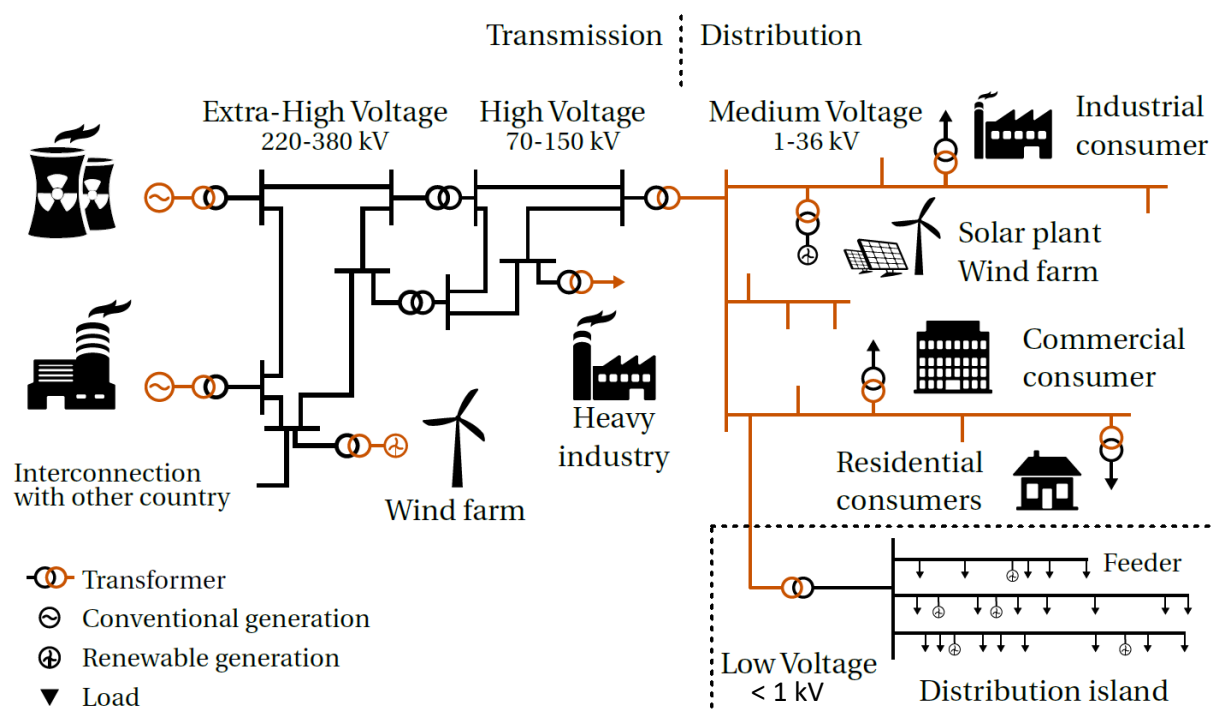 Transmission
Distribution
Extra-High Voltage
220-380 kV
High Voltage
70-150 kV
Medium Voltage
1-36 kV
Industrial
consumer
Solar plant
Wind farm
Commercial
consumer
Heavy
industry
Residential
consumers
Interconnection
with other country
Wind farm
Transformer
Conventional generation
Renewable generation
Load
Feeder
Low Voltage
< 1 kV
Distribution island